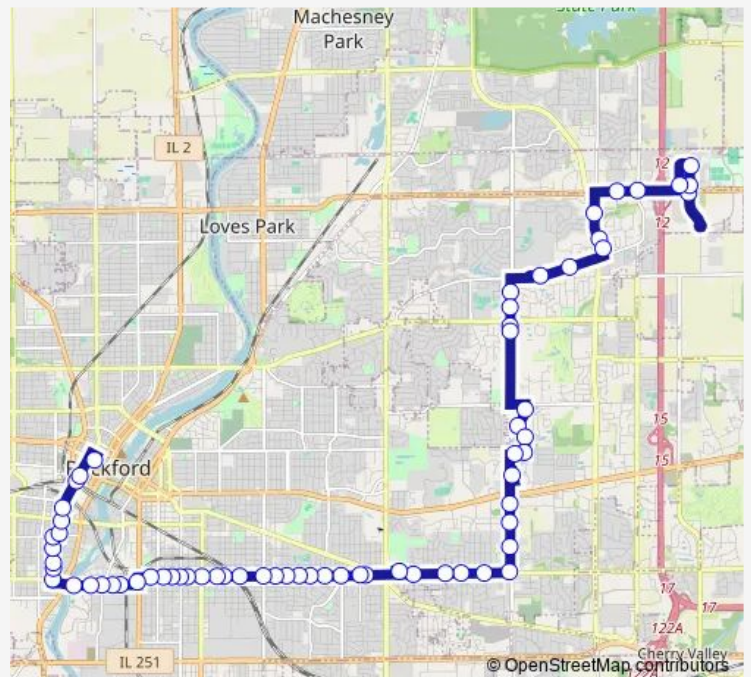 State Park
Machesney
Park
IL 2
12
Loves Park
12
15
15
Rockford
17
17
122A
IL 251
Cherry Valley
122A
© OpenStreetMap contributors